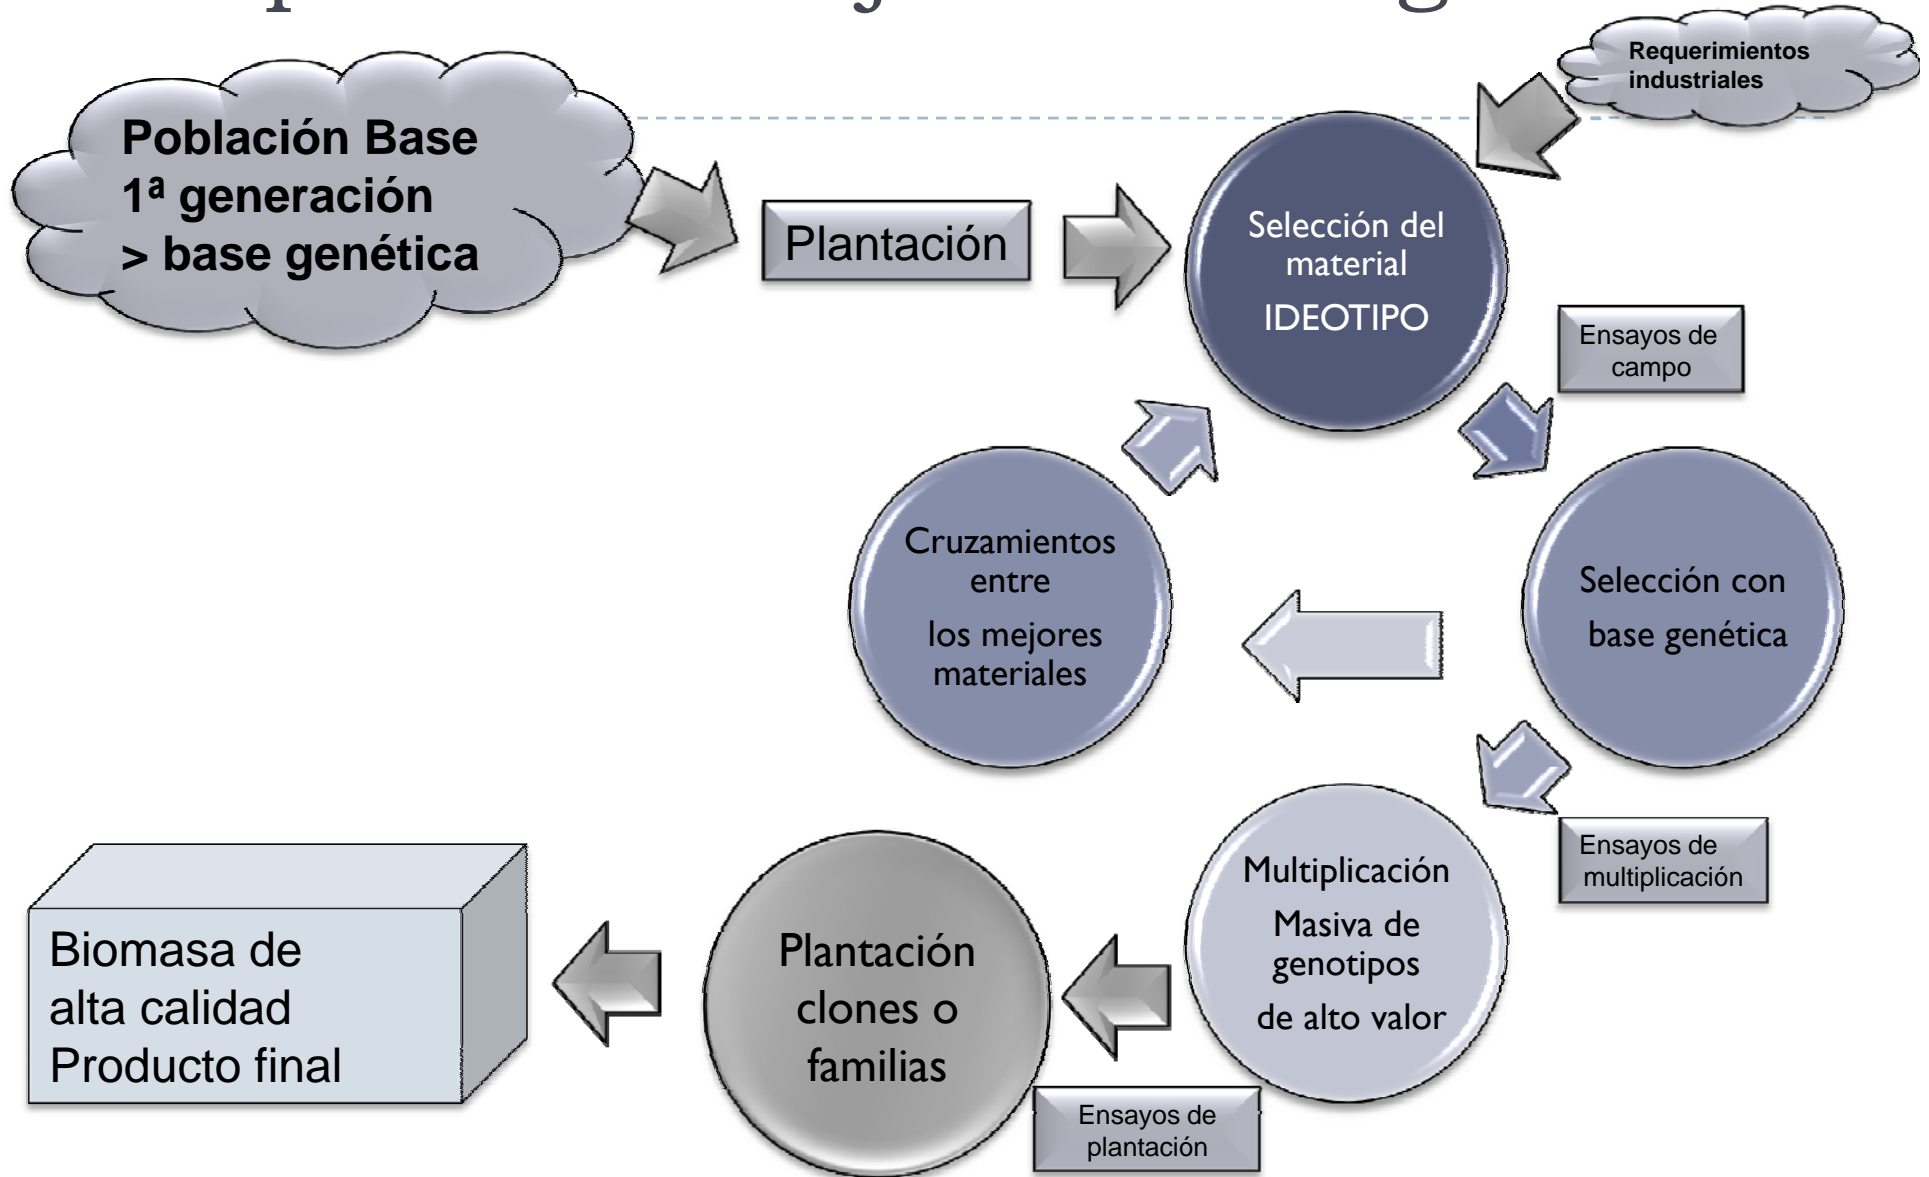 Requerimientos
industriales
Población Base
1ª generación
> base genética
Plantación
Selección del
material
IDEOTIPO
Ensayos de
campo
Cruzamientos
entre
los mejores
materiales
Selección con
base genética
Ensayos de
multiplicación
Multiplicación
Masiva de
genotipos
de alto valor
Plantación
clones o
familias
Biomasa de
alta calidad
Producto final
Ensayos de
plantación